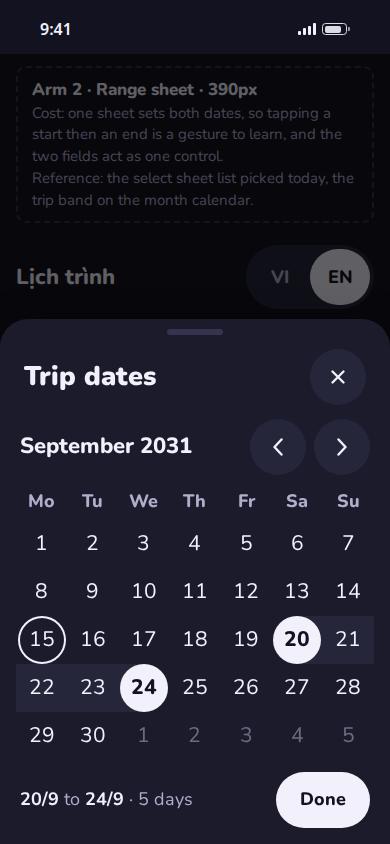 9:41
Arm 2 · Range sheet · 390px
Cost: one sheet sets both dates, so tapping a
start then an end is a gesture to learn, and the
two fields act as one control.
Reference: the select sheet list picked today, the
trip band on the month calendar.
Lịch trình VI EN
Trip dates
September 2031
Mo Tu We Th Fr Sa Su
1 2 3 4 5 6 7
8 9 10 11 12 13 14
15 16 17 18 19 20 21
22 23 24 25 26 27 28
29 30 1 2 3 4 5
20/9 to 24/9 · 5 days Done